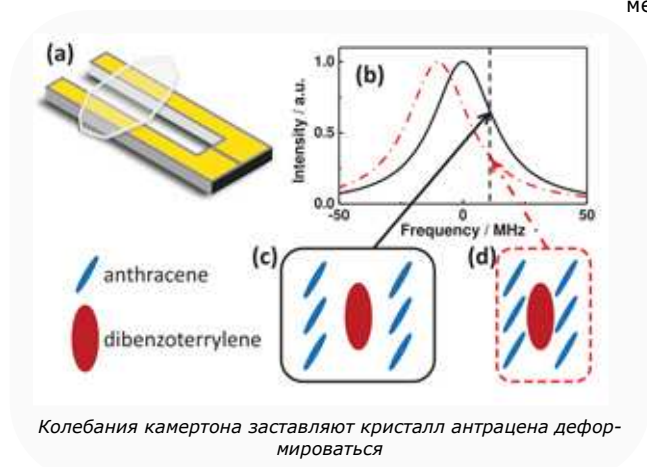 ме
(a)
(b)
Intensity / a.u.
1.0
0.5
0.0
-50
0
50
Frequency / MHz
(c)
(d)
anthracene
dibenzoterrylene
Колебания камертона заставляют кристалл антрацена дефор-
мироваться